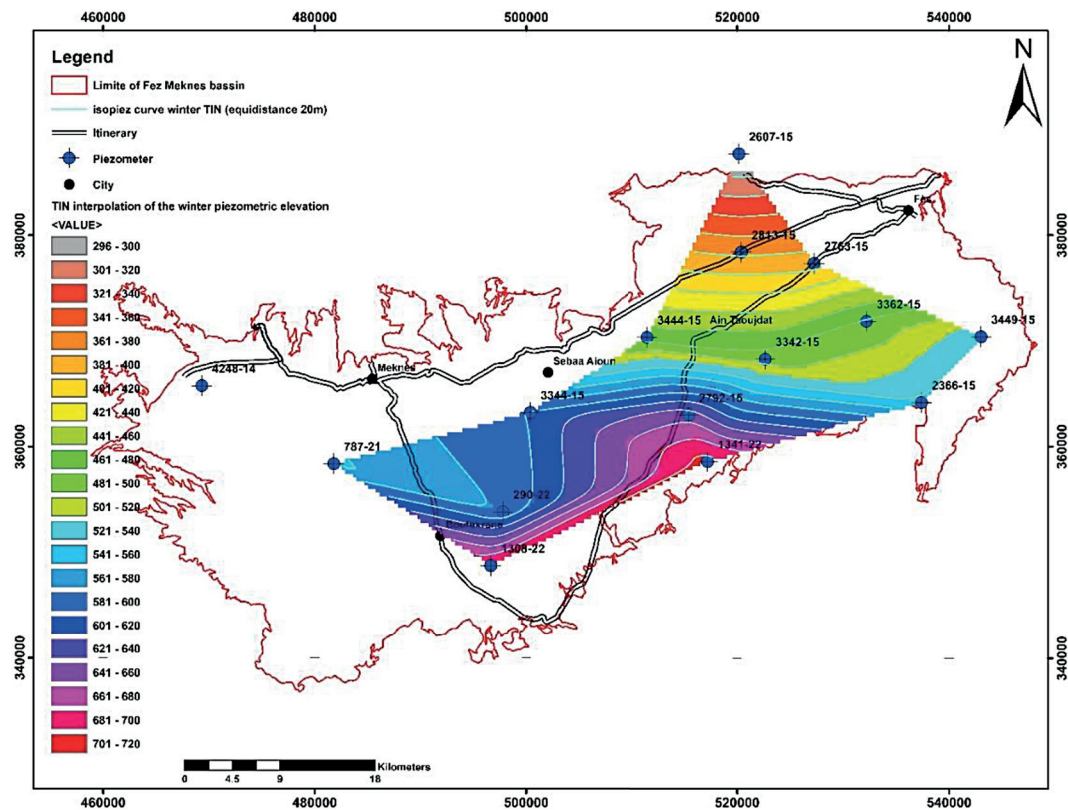 460000 480000 500000 520000 540000
N
Legend
Limite of Fez Meknes bassin
isopiez curve winter TIN (equidistance 20m)
Itinerary
Piezometer
City
TIN interpolation of the winter piezometric elevation
<VALUE>
296 - 300
301 - 320
321 - 340
341 - 360
361 - 380
381 - 400
401 - 420
421 - 440
441 - 460
461 - 480
481 - 500
501 - 520
521 - 540
541 - 560
561 - 580
581 - 600
601 - 620
621 - 640
641 - 660
661 - 680
681 - 700
701 - 720
2607-15
2813-15
2753-15
3362-15
3444-15
Ain Taoujdat
3449-15
3342-15
Sebaa Aioun
4248-14
Meknes
2366-15
3344-15
2792-15
787-21
1341-22
290-22
1308-22
380000
360000
340000
380000
360000
340000
Kilometers
0 4.5 9 18
460000 480000 500000 520000 540000